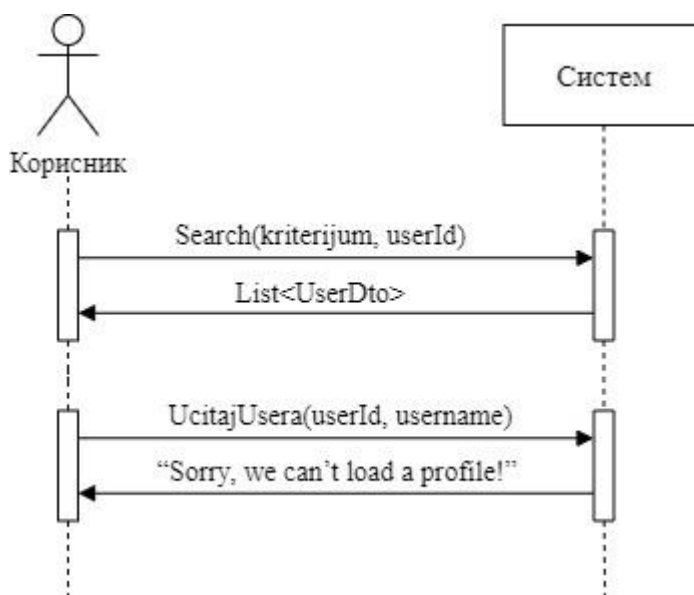 Систем
Корисник
Search(kriterijum, userId)
List<UserDto>
UcitajUsera(userId, username)
“Sorry, we can’t load a profile!”